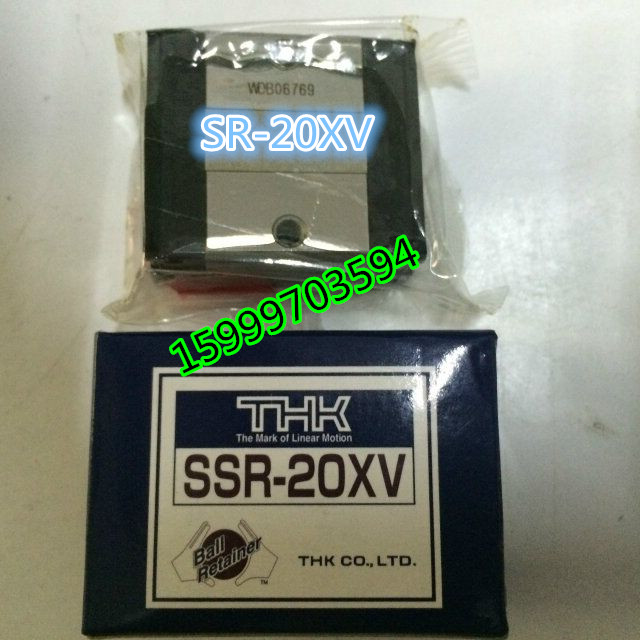 WDB06769
SR-20XV
15999703594
THK
The Mark of Linear Motion
SSR-20XV
Ball
Retainer
TM
THK CO., LTD.